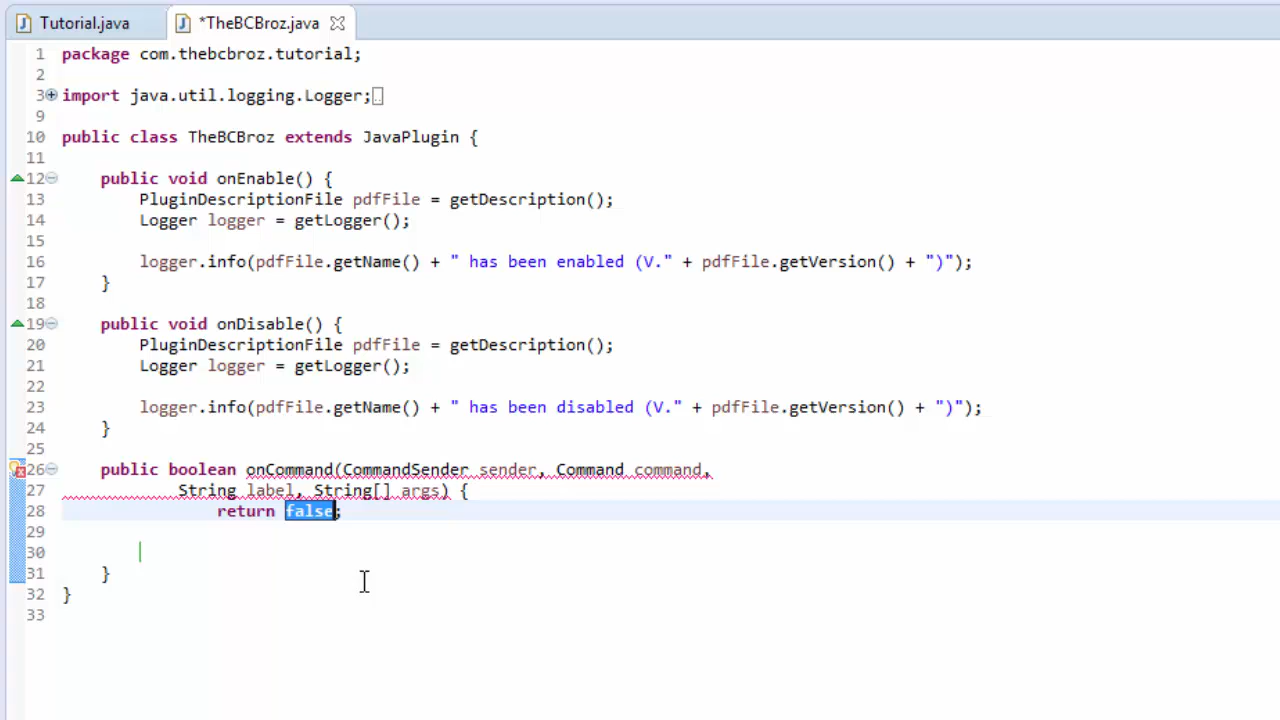 Tutorial.java
*TheBCBroz.java
1 package com.thebcbroz.tutorial;
2
3 import java.util.logging.Logger;
9
10 public class TheBCBroz extends JavaPlugin {
11
12 public void onEnable() {
13 PluginDescriptionFile pdfFile = getDescription();
14 Logger logger = getLogger();
15
16 logger.info(pdfFile.getName() + " has been enabled (V." + pdfFile.getVersion() + ")");
17 }
18
19 public void onDisable() {
20 PluginDescriptionFile pdfFile = getDescription();
21 Logger logger = getLogger();
22
23 logger.info(pdfFile.getName() + " has been disabled (V." + pdfFile.getVersion() + ")");
24 }
25
26 public boolean onCommand(CommandSender sender, Command command,
27 String label, String[] args) {
28 return false;
29
30
31 }
32 }
33